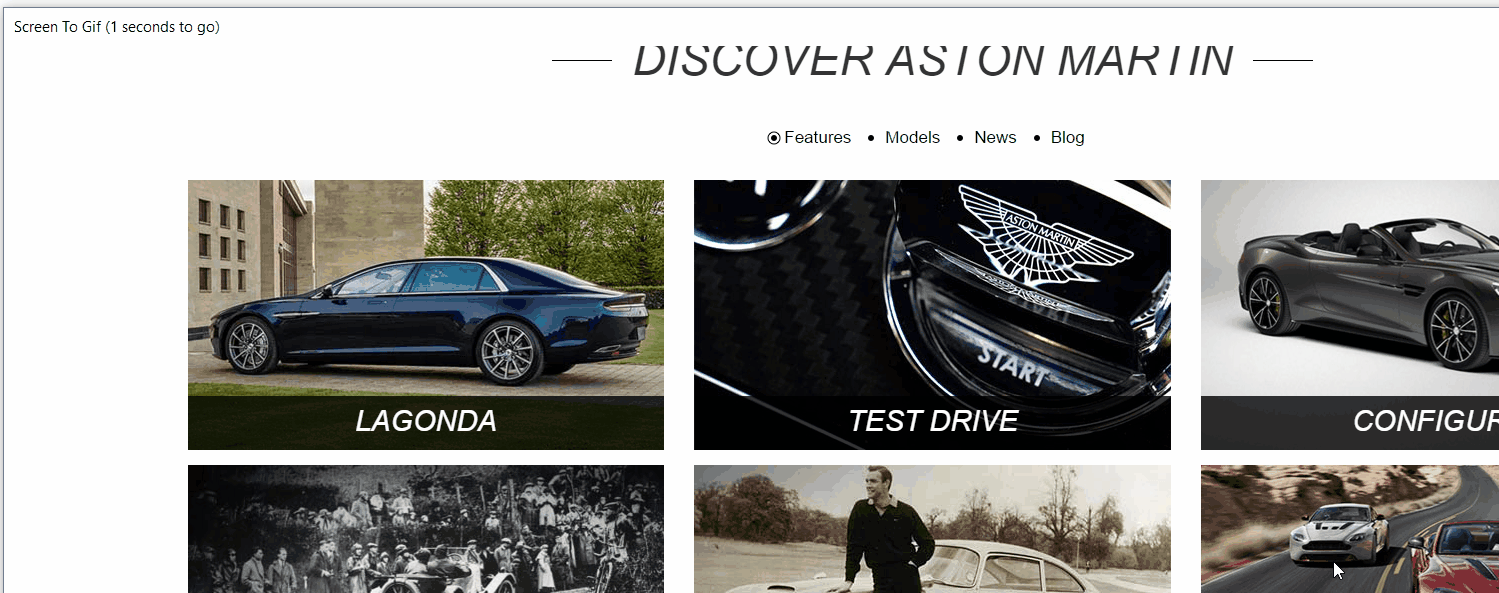 Screen To Gif (1 seconds to go)
DISCOVER ASTON MARTIN
Features • Models • News • Blog
ASTON MARTIN
START
LAGONDA
TEST DRIVE
CONFIGUR